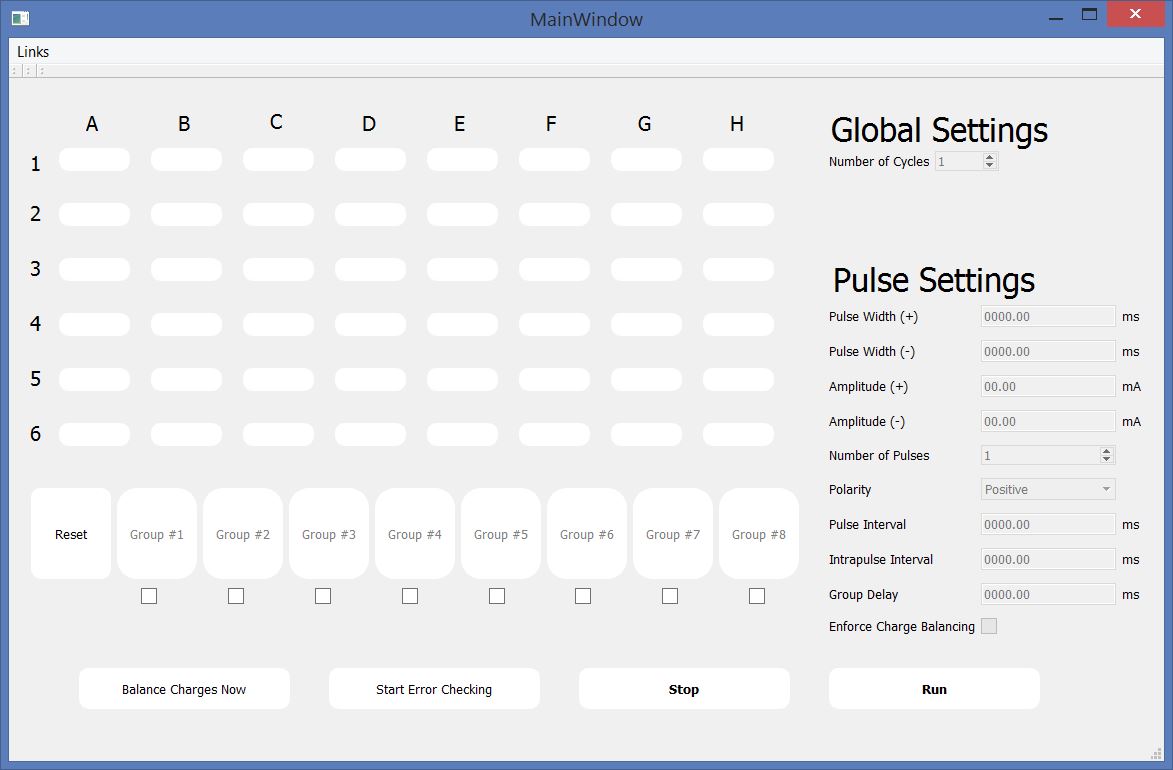 MainWindow
Links
A B C D E F G H
1
2
3
4
5
6
Reset Group #1 Group #2 Group #3 Group #4 Group #5 Group #6 Group #7 Group #8
Balance Charges Now Start Error Checking Stop Run
Global Settings
Number of Cycles 1
Pulse Settings
Pulse Width (+) 0000.00 ms
Pulse Width (-) 0000.00 ms
Amplitude (+) 00.00 mA
Amplitude (-) 00.00 mA
Number of Pulses 1
Polarity Positive
Pulse Interval 0000.00 ms
Intrapulse Interval 0000.00 ms
Group Delay 0000.00 ms
Enforce Charge Balancing